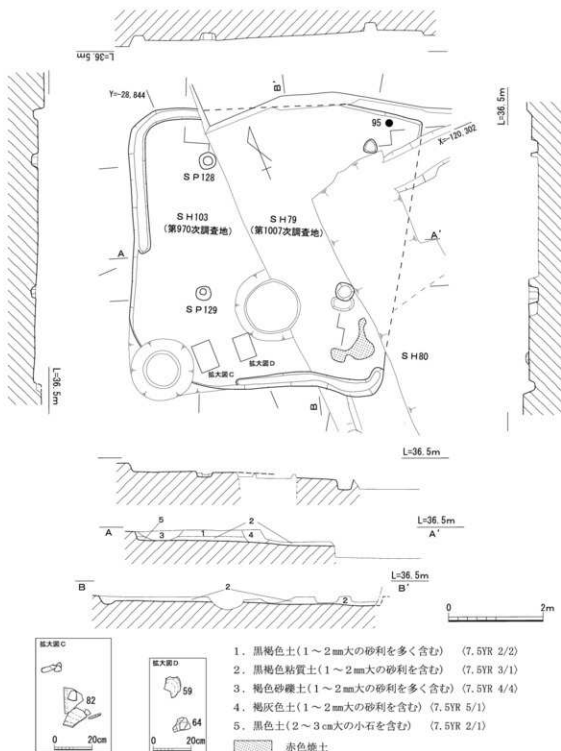 L=36.5m
Y=-28,844
B'
L=36.5m
95
X=-120,302
SP128
SH103
(第970次調査地)
SH79
(第1007次調査地)
A
A'
SP129
拡大図C
拡大図D
SH80
B
L=36.5m
L=36.5m
5
2
A
3
1
4
L=36.5m
A'
B
2
L=36.5m
B'
2
0
2m
拡大図C
82
0
20cm
拡大図D
59
64
0
20cm
1. 黒褐色土(1~2㎜大の砂利を多く含む) (7.5YR 2/2)
2. 黒褐色粘質土(1~2㎜大の砂利を含む) (7.5YR 3/1)
3. 褐色砂礫土(1~2㎜大の砂利を多く含む) (7.5YR 4/4)
4. 褐灰色土(1~2㎜大の砂利を含む) (7.5YR 5/1)
5. 黒色土(2~3㎝大の小石を含む) (7.5YR 2/1)
赤色焼土